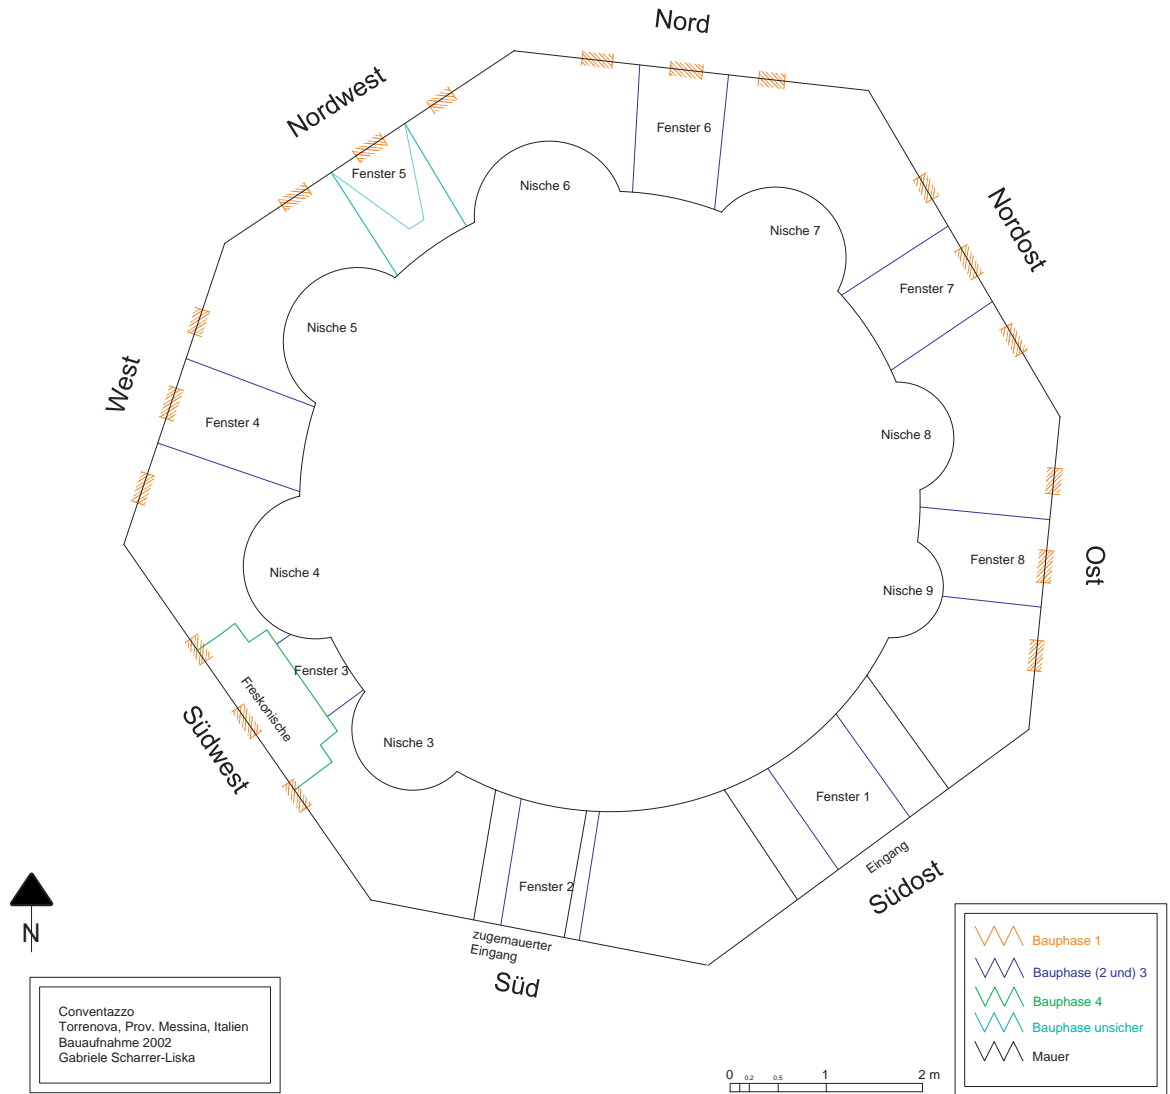 Nord
Nordwest
Fenster 6
Fenster 5
Nische 6
Nordost
Nische 7
Fenster 7
Nische 5
West
Fenster 4
Nische 8
Fenster 8
Ost
Nische 4
Nische 9
Fenster 3
Freskonische
Südwest
Nische 3
Fenster 1
Eingang
Südost
Fenster 2
zugemauerter
Eingang
Süd
N
Conventazzo
Torrenova, Prov. Messina, Italien
Bauaufnahme 2002
Gabriele Scharrer-Liska
Bauphase 1
Bauphase (2 und) 3
Bauphase 4
Bauphase unsicher
Mauer
0 0.2 0.5 1 2 m